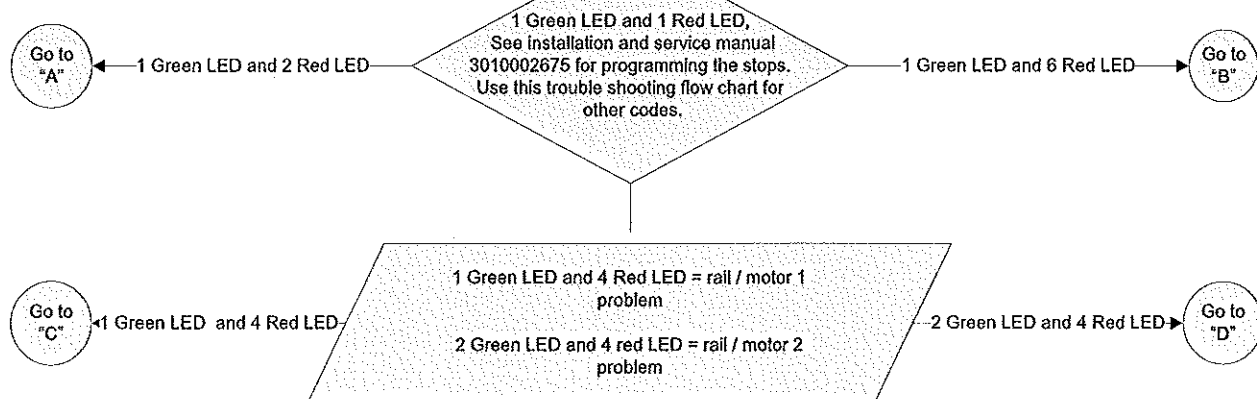 1 Green LED and 1 Red LED,
See installation and service manual
3010002675 for programming the stops.
Use this trouble shooting flow chart for
other codes.
Go to
"A"
1 Green LED and 2 Red LED
1 Green LED and 6 Red LED
Go to
"B"
1 Green LED and 4 Red LED = rail / motor 1
problem
2 Green LED and 4 red LED = rail / motor 2
problem
Go to
"C"
1 Green LED and 4 Red LED
2 Green LED and 4 Red LED
Go to
"D"